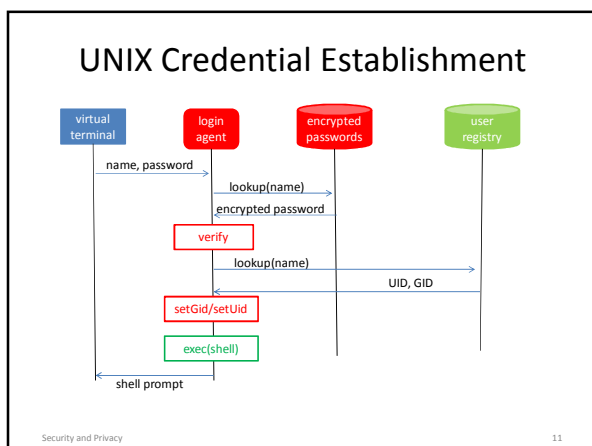 UNIX Credential Establishment
virtual
terminal
login
agent
encrypted
passwords
user
registry
name, password
lookup(name)
encrypted password
verify
lookup(name)
UID, GID
setGid/setUid
exec(shell)
shell prompt
Security and Privacy
11